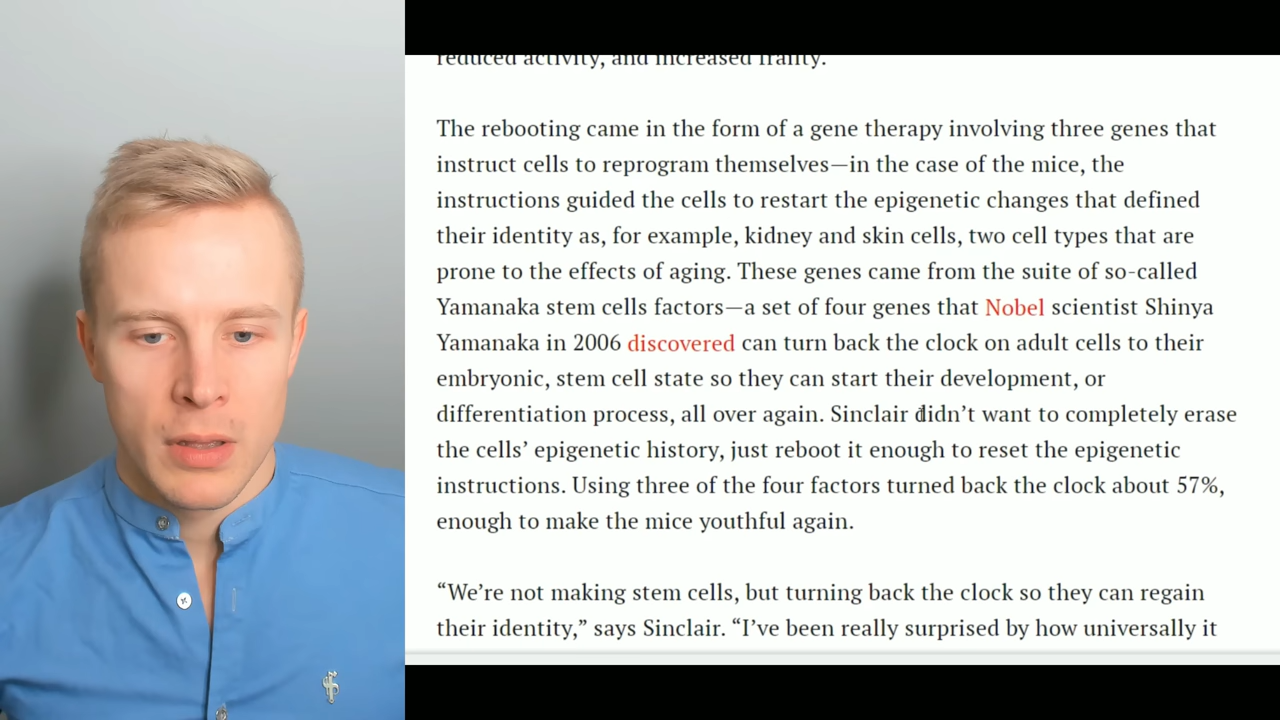 reduced activity, and increased frailty.
The rebooting came in the form of a gene therapy involving three genes that
instruct cells to reprogram themselves—in the case of the mice, the
instructions guided the cells to restart the epigenetic changes that defined
their identity as, for example, kidney and skin cells, two cell types that are
prone to the effects of aging. These genes came from the suite of so-called
Yamanaka stem cells factors—a set of four genes that Nobel scientist Shinya
Yamanaka in 2006 discovered can turn back the clock on adult cells to their
embryonic, stem cell state so they can start their development, or
differentiation process, all over again. Sinclair didn’t want to completely erase
the cells’ epigenetic history, just reboot it enough to reset the epigenetic
instructions. Using three of the four factors turned back the clock about 57%,
enough to make the mice youthful again.
“We’re not making stem cells, but turning back the clock so they can regain
their identity,” says Sinclair. “I’ve been really surprised by how universally it